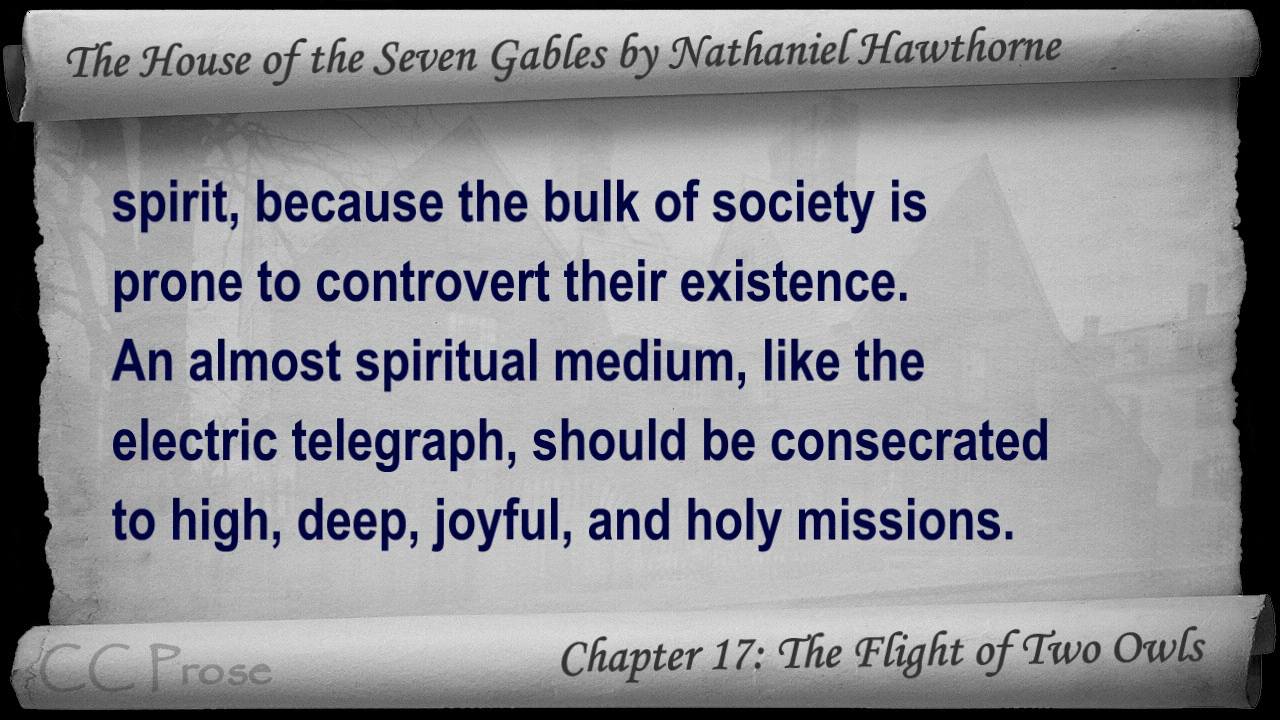 The House of the Seven Gables by Nathaniel Hawthorne
spirit, because the bulk of society is
prone to controvert their existence.
An almost spiritual medium, like the
electric telegraph, should be consecrated
to high, deep, joyful, and holy missions.
CC Prose
Chapter 17: The Flight of Two Owls